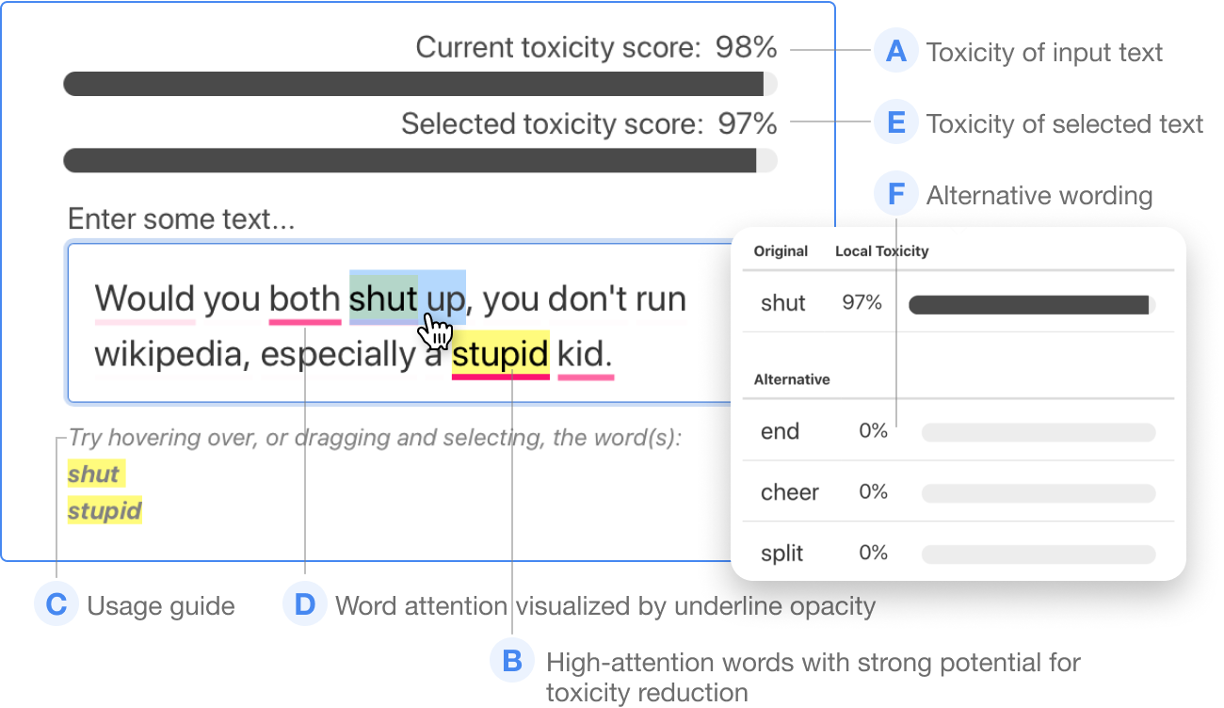 Current toxicity score: 98%
A Toxicity of input text
Selected toxicity score: 97%
E Toxicity of selected text
F Alternative wording
Enter some text...
Would you both shut up, you don't run
wikipedia, especially a stupid kid.
Try hovering over, or dragging and selecting, the word(s):
shut
stupid
Original Local Toxicity
shut 97%
Alternative
end 0%
cheer 0%
split 0%
C Usage guide
D Word attention visualized by underline opacity
B High-attention words with strong potential for
toxicity reduction